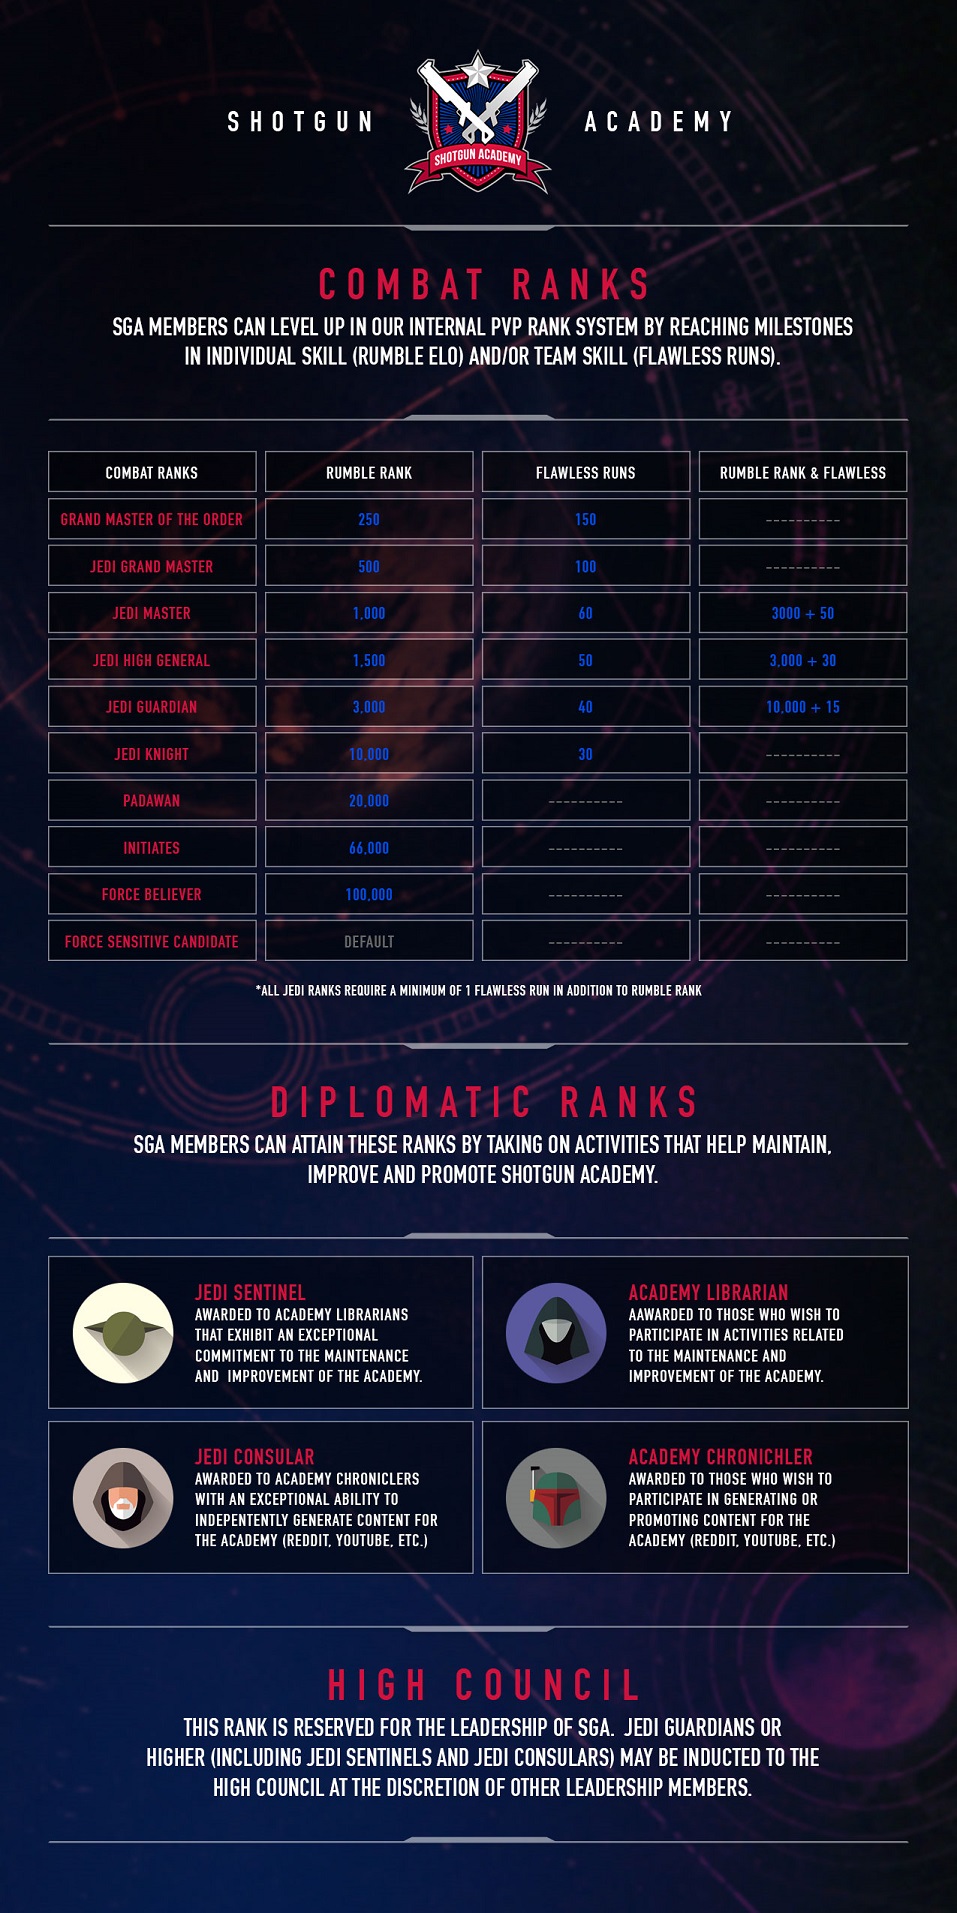 SHOTGUN ACADEMY
SHOTGUN ACADEMY
COMBAT RANKS
SGA MEMBERS CAN LEVEL UP IN OUR INTERNAL PVP RANK SYSTEM BY REACHING MILESTONES
IN INDIVIDUAL SKILL (RUMBLE ELO) AND/OR TEAM SKILL (FLAWLESS RUNS).
COMBAT RANKS RUMBLE RANK FLAWLESS RUNS RUMBLE RANK & FLAWLESS
GRAND MASTER OF THE ORDER 250 150 ----------
JEDI GRAND MASTER 500 100 ----------
JEDI MASTER 1,000 60 3000 + 50
JEDI HIGH GENERAL 1,500 50 3,000 + 30
JEDI GUARDIAN 3,000 40 10,000 + 15
JEDI KNIGHT 10,000 30 ----------
PADAWAN 20,000 ---------- ----------
INITIATES 66,000 ---------- ----------
FORCE BELIEVER 100,000 ---------- ----------
FORCE SENSITIVE CANDIDATE DEFAULT ---------- ----------
*ALL JEDI RANKS REQUIRE A MINIMUM OF 1 FLAWLESS RUN IN ADDITION TO RUMBLE RANK
DIPLOMATIC RANKS
SGA MEMBERS CAN ATTAIN THESE RANKS BY TAKING ON ACTIVITIES THAT HELP MAINTAIN,
IMPROVE AND PROMOTE SHOTGUN ACADEMY.
JEDI SENTINEL
AWARDED TO ACADEMY LIBRARIANS
THAT EXHIBIT AN EXCEPTIONAL
COMMITMENT TO THE MAINTENANCE
AND IMPROVEMENT OF THE ACADEMY.
ACADEMY LIBRARIAN
AAWARDED TO THOSE WHO WISH TO
PARTICIPATE IN ACTIVITIES RELATED
TO THE MAINTENANCE AND
IMPROVEMENT OF THE ACADEMY.
JEDI CONSULAR
AWARDED TO ACADEMY CHRONICLERS
WITH AN EXCEPTIONAL ABILITY TO
INDEPENTENTLY GENERATE CONTENT FOR
THE ACADEMY (REDDIT, YOUTUBE, ETC.)
ACADEMY CHRONICHLER
AWARDED TO THOSE WHO WISH TO
PARTICIPATE IN GENERATING OR
PROMOTING CONTENT FOR THE
ACADEMY (REDDIT, YOUTUBE, ETC.)
HIGH COUNCIL
THIS RANK IS RESERVED FOR THE LEADERSHIP OF SGA. JEDI GUARDIANS OR
HIGHER (INCLUDING JEDI SENTINELS AND JEDI CONSULARS) MAY BE INDUCTED TO THE
HIGH COUNCIL AT THE DISCRETION OF OTHER LEADERSHIP MEMBERS.